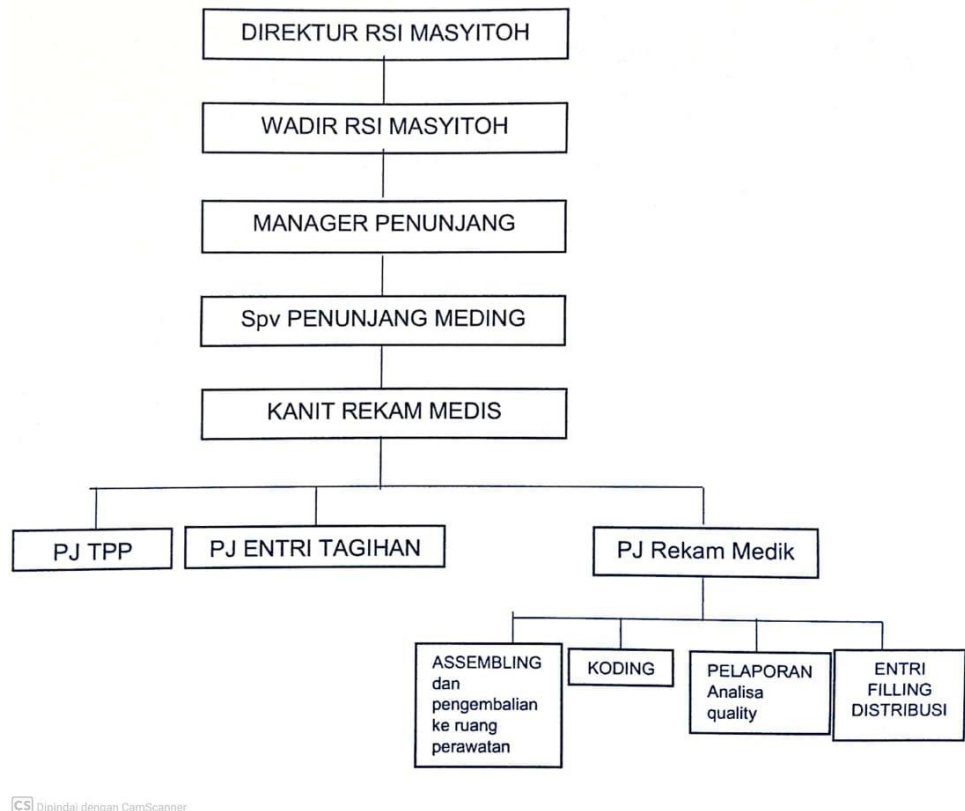 DIREKTUR RSI MASYITOH
WADIR RSI MASYITOH
MANAGER PENUNJANG
Spv PENUNJANG MEDING
KANIT REKAM MEDIS
PJ TPP
PJ ENTRI TAGIHAN
PJ Rekam Medik
ASSEMBLING
dan
pengembalian
ke ruang
perawatan
KODING
PELAPORAN
Analisa
quality
ENTRI
FILLING
DISTRIBUSI
CS Dipindai dengan CamScanner